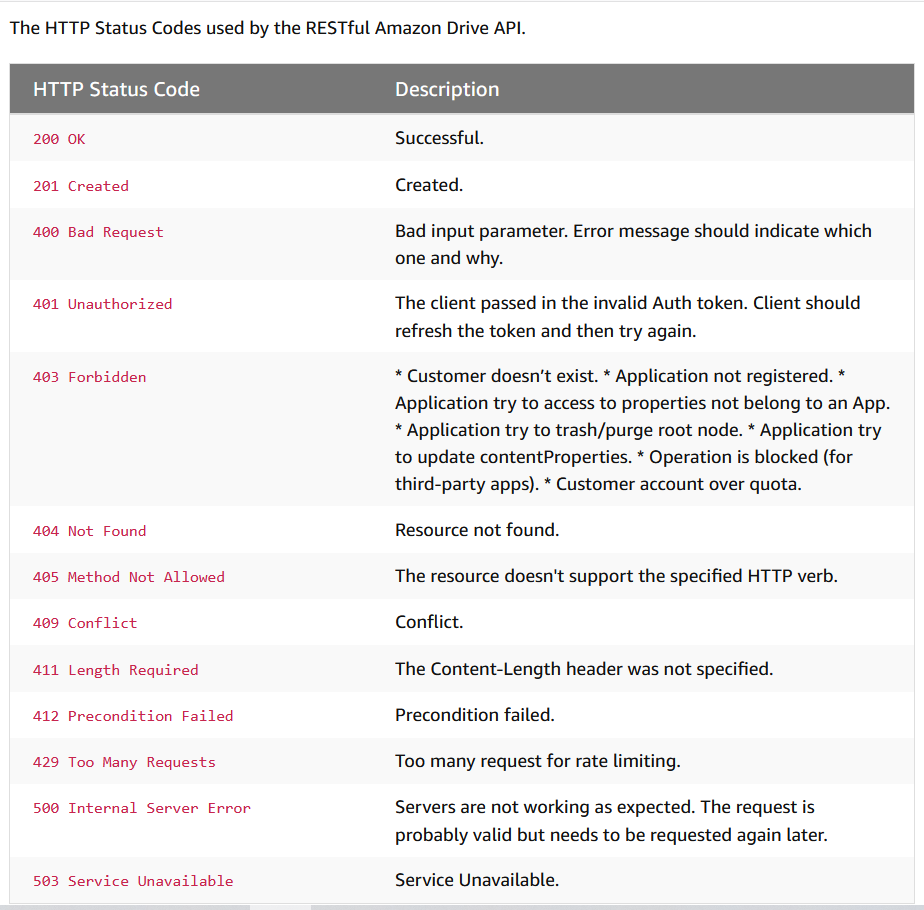 The HTTP Status Codes used by the RESTful Amazon Drive API.
HTTP Status Code Description
200 OK Successful.
201 Created Created.
400 Bad Request Bad input parameter. Error message should indicate which
one and why.
401 Unauthorized The client passed in the invalid Auth token. Client should
refresh the token and then try again.
403 Forbidden * Customer doesn’t exist. * Application not registered. *
Application try to access to properties not belong to an App.
* Application try to trash/purge root node. * Application try
to update contentProperties. * Operation is blocked (for
third-party apps). * Customer account over quota.
404 Not Found Resource not found.
405 Method Not Allowed The resource doesn't support the specified HTTP verb.
409 Conflict Conflict.
411 Length Required The Content-Length header was not specified.
412 Precondition Failed Precondition failed.
429 Too Many Requests Too many request for rate limiting.
500 Internal Server Error Servers are not working as expected. The request is
probably valid but needs to be requested again later.
503 Service Unavailable Service Unavailable.